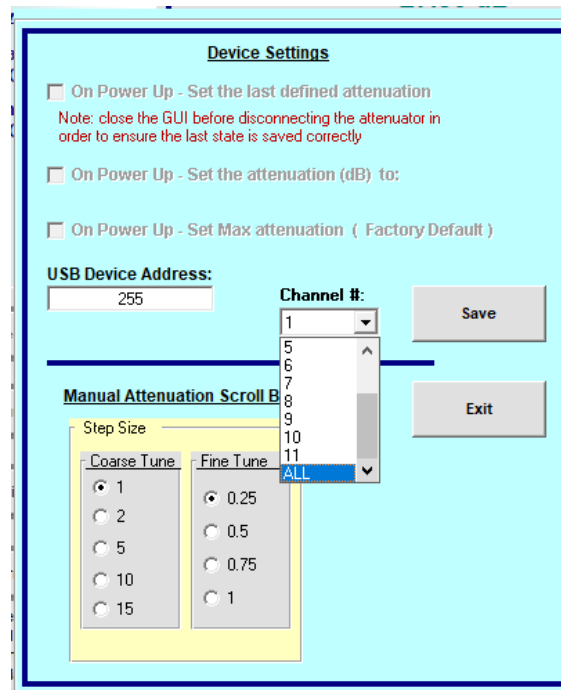 Device Settings
On Power Up - Set the last defined attenuation
Note: close the GUI before disconnecting the attenuator in
order to ensure the last state is saved correctly
On Power Up - Set the attenuation (dB) to:
On Power Up - Set Max attenuation ( Factory Default )
USB Device Address:
255
Channel #:
1
Save
5
6
7
8
9
10
11
ALL
Exit
Manual Attenuation Scroll B
Step Size
Coarse Tune
1
2
5
10
15
Fine Tune
0.25
0.5
0.75
1